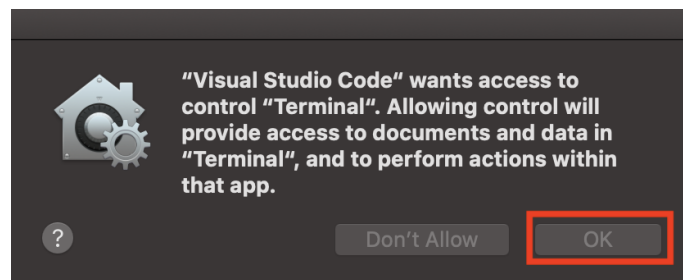 “Visual Studio Code“ wants access to
control “Terminal“. Allowing control will
provide access to documents and data in
“Terminal“, and to perform actions within
that app.
?
Don’t Allow
OK